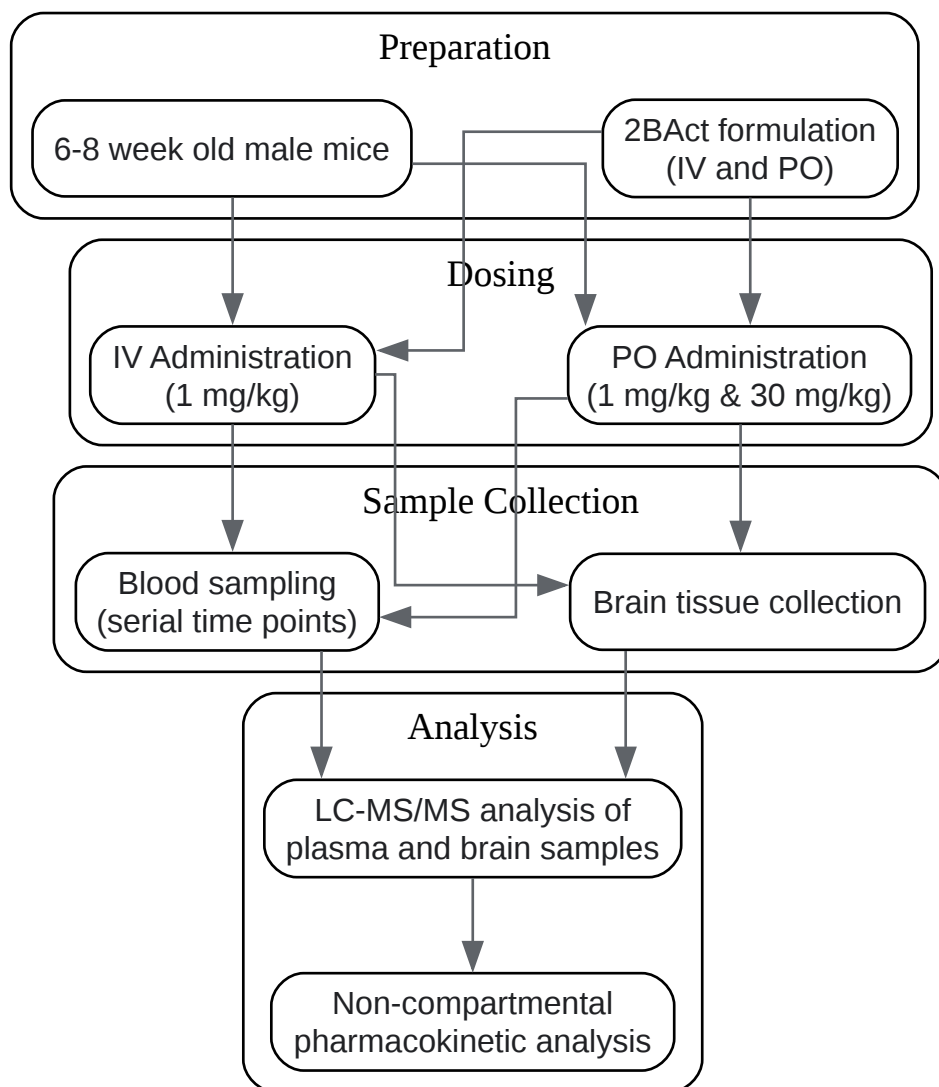 Preparation
6-8 week old male mice
2BAct formulation
(IV and PO)
Dosing
IV Administration
(1 mg/kg)
PO Administration
(1 mg/kg & 30 mg/kg)
Sample Collection
Blood sampling
(serial time points)
Brain tissue collection
Analysis
LC-MS/MS analysis of
plasma and brain samples
Non-compartmental
pharmacokinetic analysis